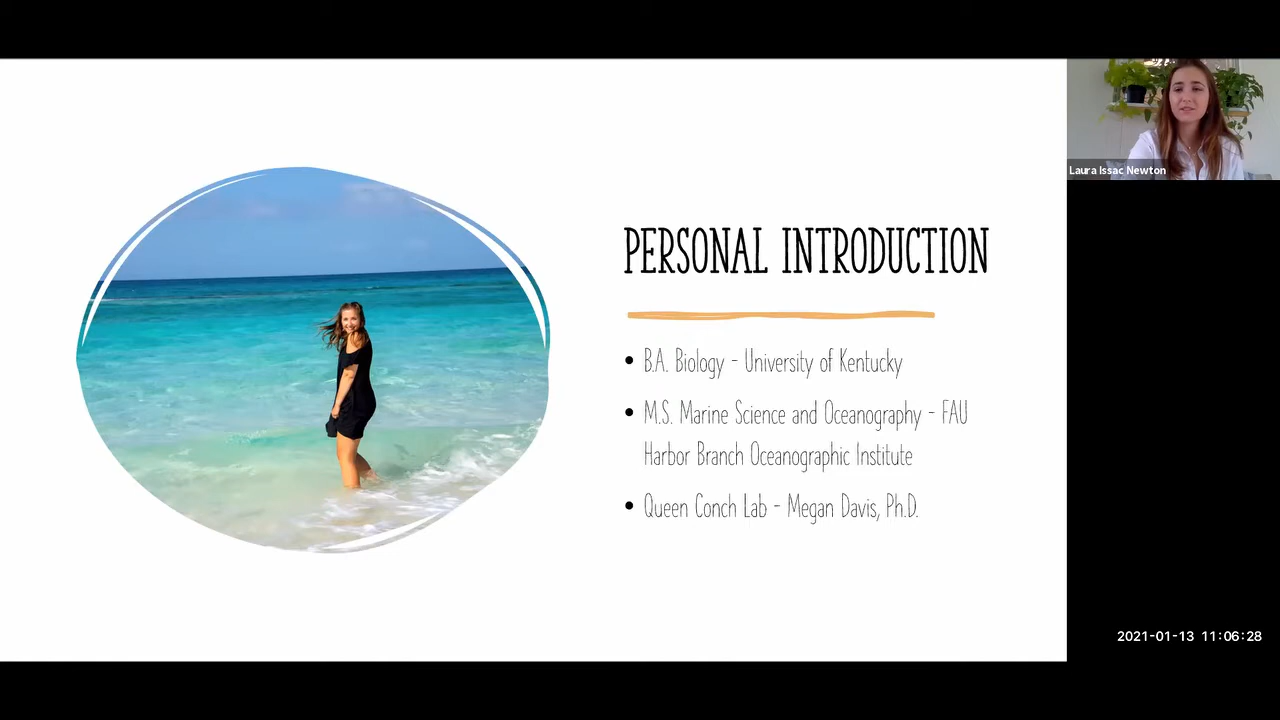 Laura Issac Newton
PERSONAL INTRODUCTION
• B.A. Biology - University of Kentucky
• M.S. Marine Science and Oceanography - FAU
Harbor Branch Oceanographic Institute
• Queen Conch Lab - Megan Davis, Ph.D.
2021-01-13 11:06:28